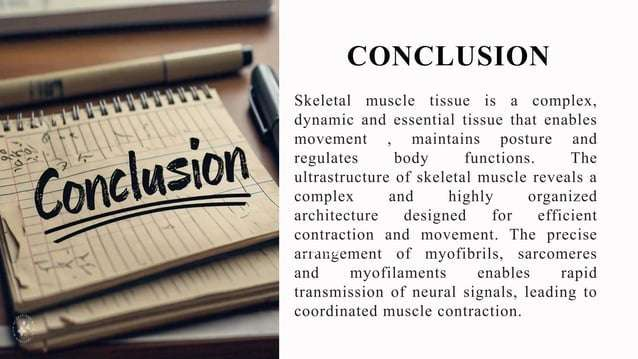 Conclusion
CONCLUSION
Skeletal muscle tissue is a complex,
dynamic and essential tissue that enables
movement , maintains posture and
regulates body functions. The
ultrastructure of skeletal muscle reveals a
complex and highly organized
architecture designed for efficient
contraction and movement. The precise
arrangement of myofibrils, sarcomeres
and myofilaments enables rapid
transmission of neural signals, leading to
coordinated muscle contraction.